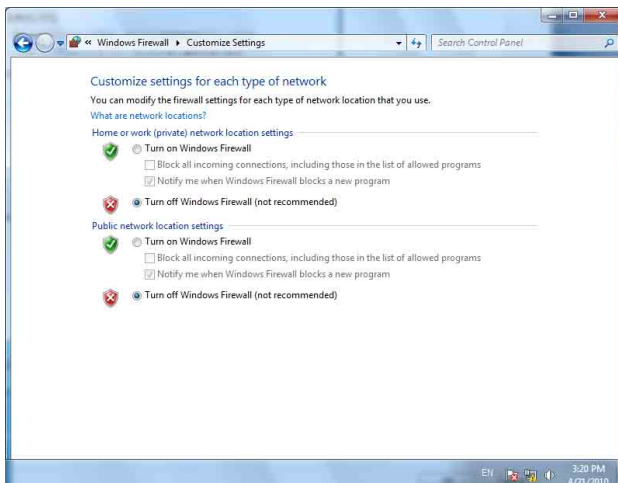 « Windows Firewall ▸ Customize Settings
Search Control Panel
Customize settings for each type of network
You can modify the firewall settings for each type of network location that you use.
What are network locations?
Home or work (private) network location settings
Turn on Windows Firewall
Block all incoming connections, including those in the list of allowed programs
Notify me when Windows Firewall blocks a new program
Turn off Windows Firewall (not recommended)
Public network location settings
Turn on Windows Firewall
Block all incoming connections, including those in the list of allowed programs
Notify me when Windows Firewall blocks a new program
Turn off Windows Firewall (not recommended)
EN
3:20 PM
4/21/2010